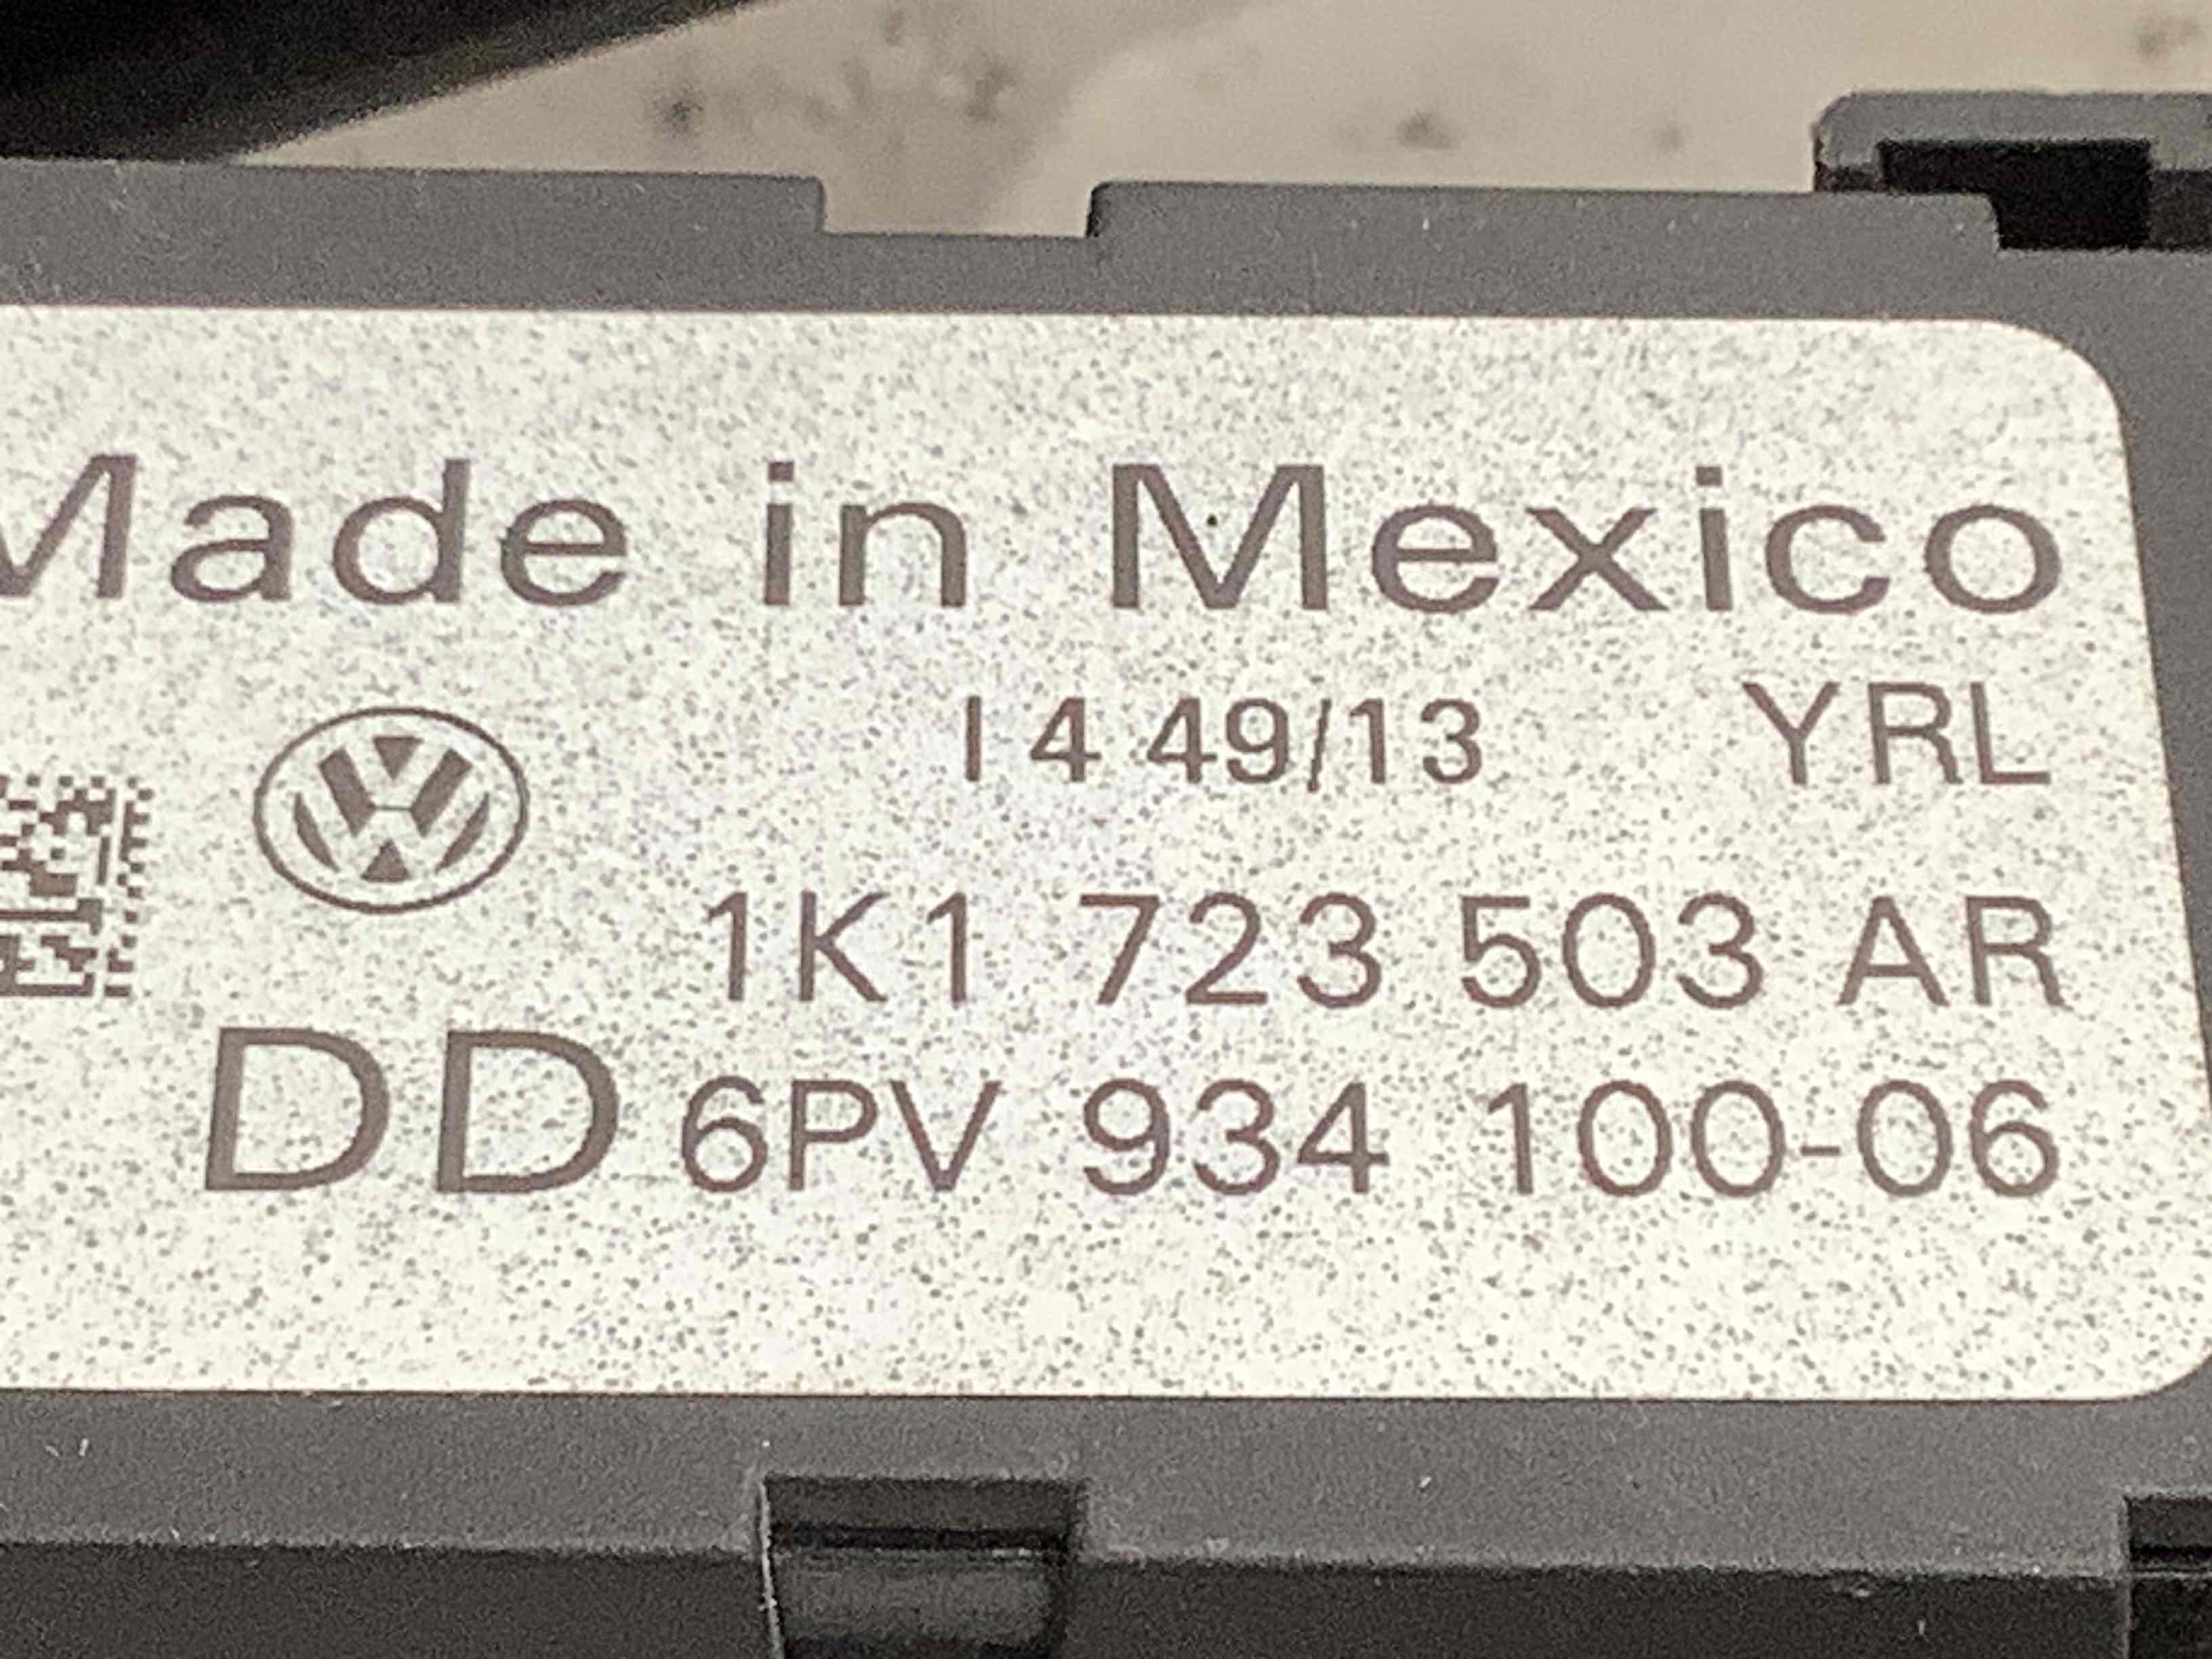 Made in Mexico
I 4 49/13 YRL
1K1 723 503 AR
DD 6PV 934 100-06